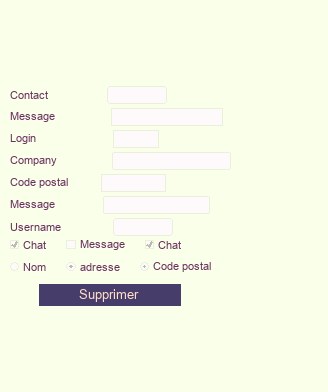 Contact
Message
Login
Company
Code postal
Message
Username
Chat Message Chat
Nom adresse Code postal
Supprimer